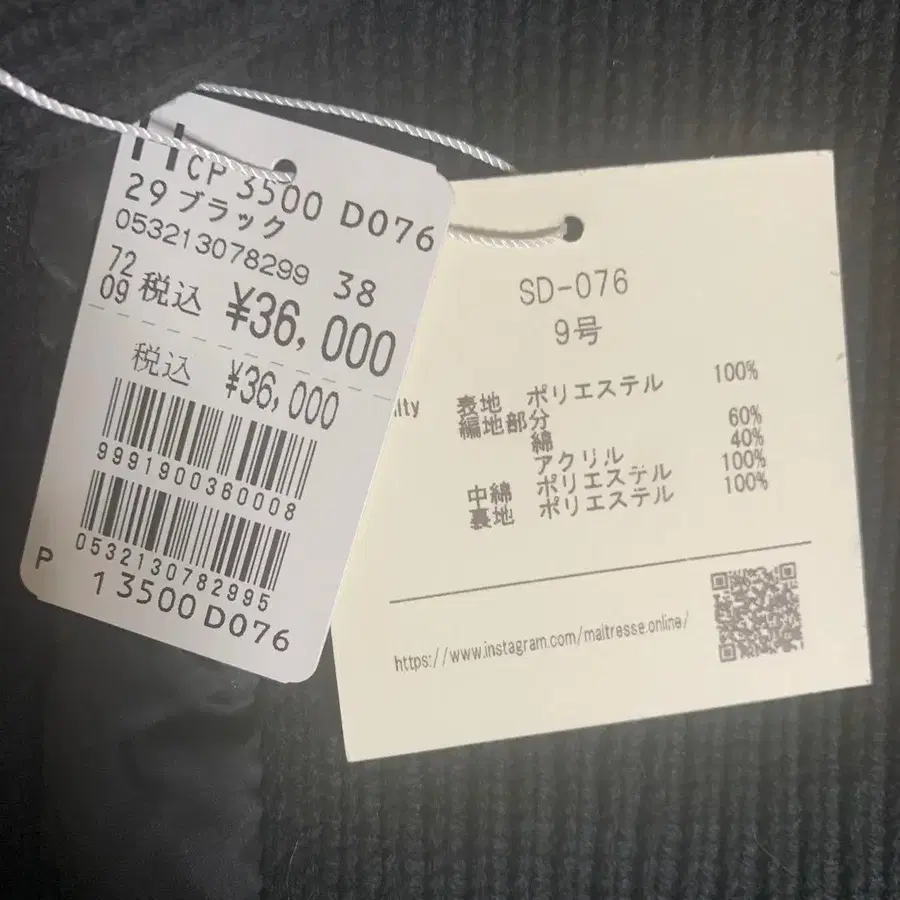 CP 3500 D076
29 ブラック
053213078299 38
72
09 税込 ¥36,000
税込 ¥36,000
9991900360008
0532130782995
P
1 3500 D076
SD-076
9号
lity
表地 ポリエステル 100%
編地部分
綿 60%
アクリル 40%
中綿 ポリエステル 100%
裏地 ポリエステル 100%
https://www.instagram.com/maitresse.online/